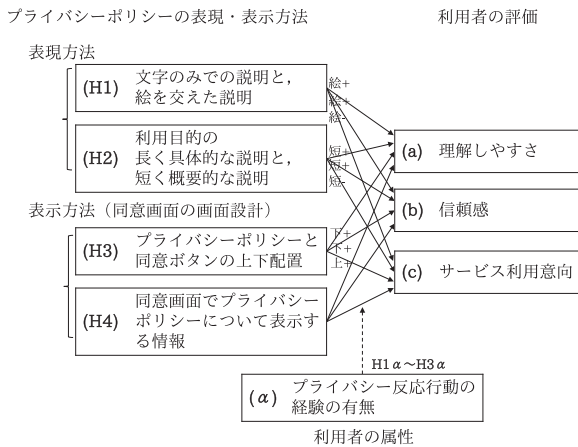 プライバシーポリシーの表現・表示方法
利用者の評価
表現方法
(H1) 文字のみでの説明と，
絵を交えた説明
絵+
絵+
絵-
(H2) 利用目的の
長く具体的な説明と，
短く概要的な説明
短+
短+
短-
(a) 理解しやすさ
(b) 信頼感
(c) サービス利用意向
表示方法（同意画面の画面設計）
(H3) プライバシーポリシーと
同意ボタンの上下配置
下+
下+
上+
(H4) 同意画面でプライバシー
ポリシーについて表示する
情報
H1α～H3α
(α) プライバシー反応行動の
経験の有無
利用者の属性